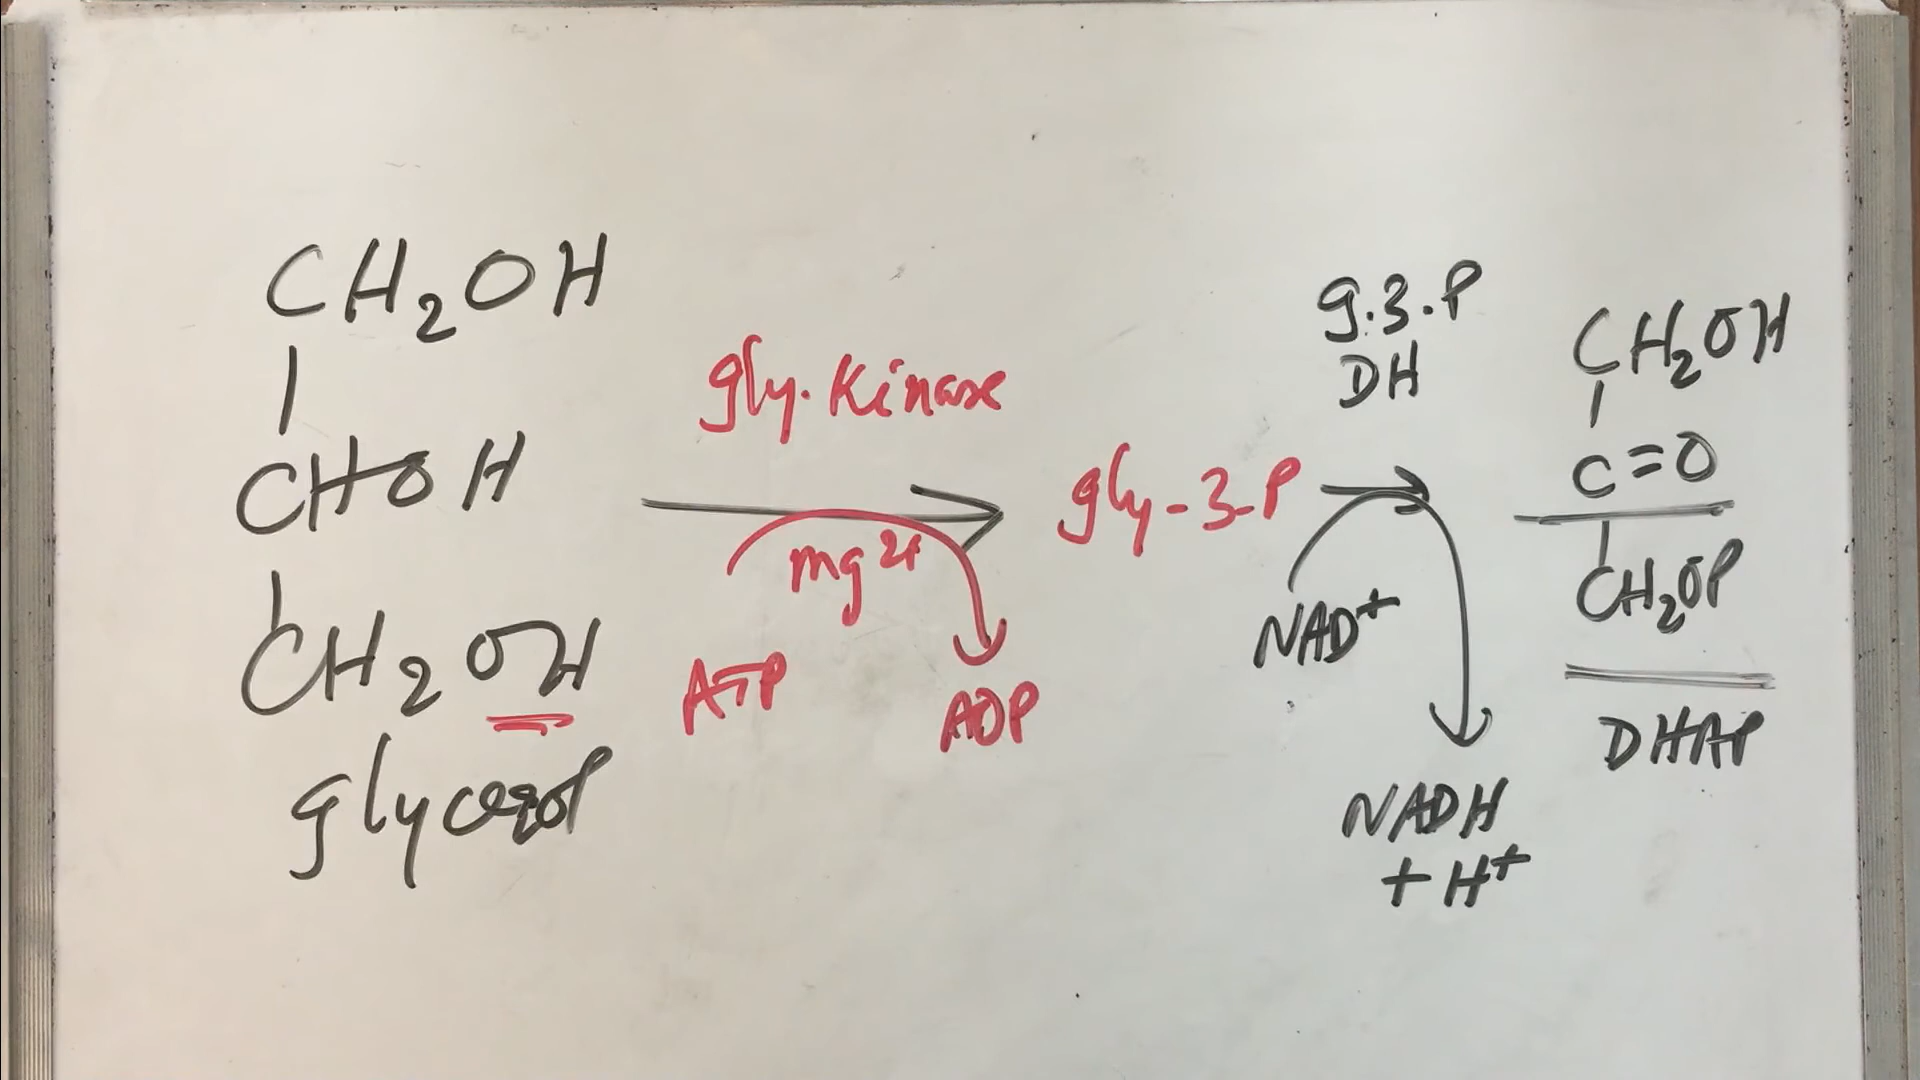 CH₂OH
CHOH
CH₂OH
glycerol
gly. Kinase
mg²⁺
ATP
ADP
gly-3-P
g.3.P
DH
NAD⁺
NADH
+ H⁺
CH₂OH
C=O
CH₂OP
DHAP